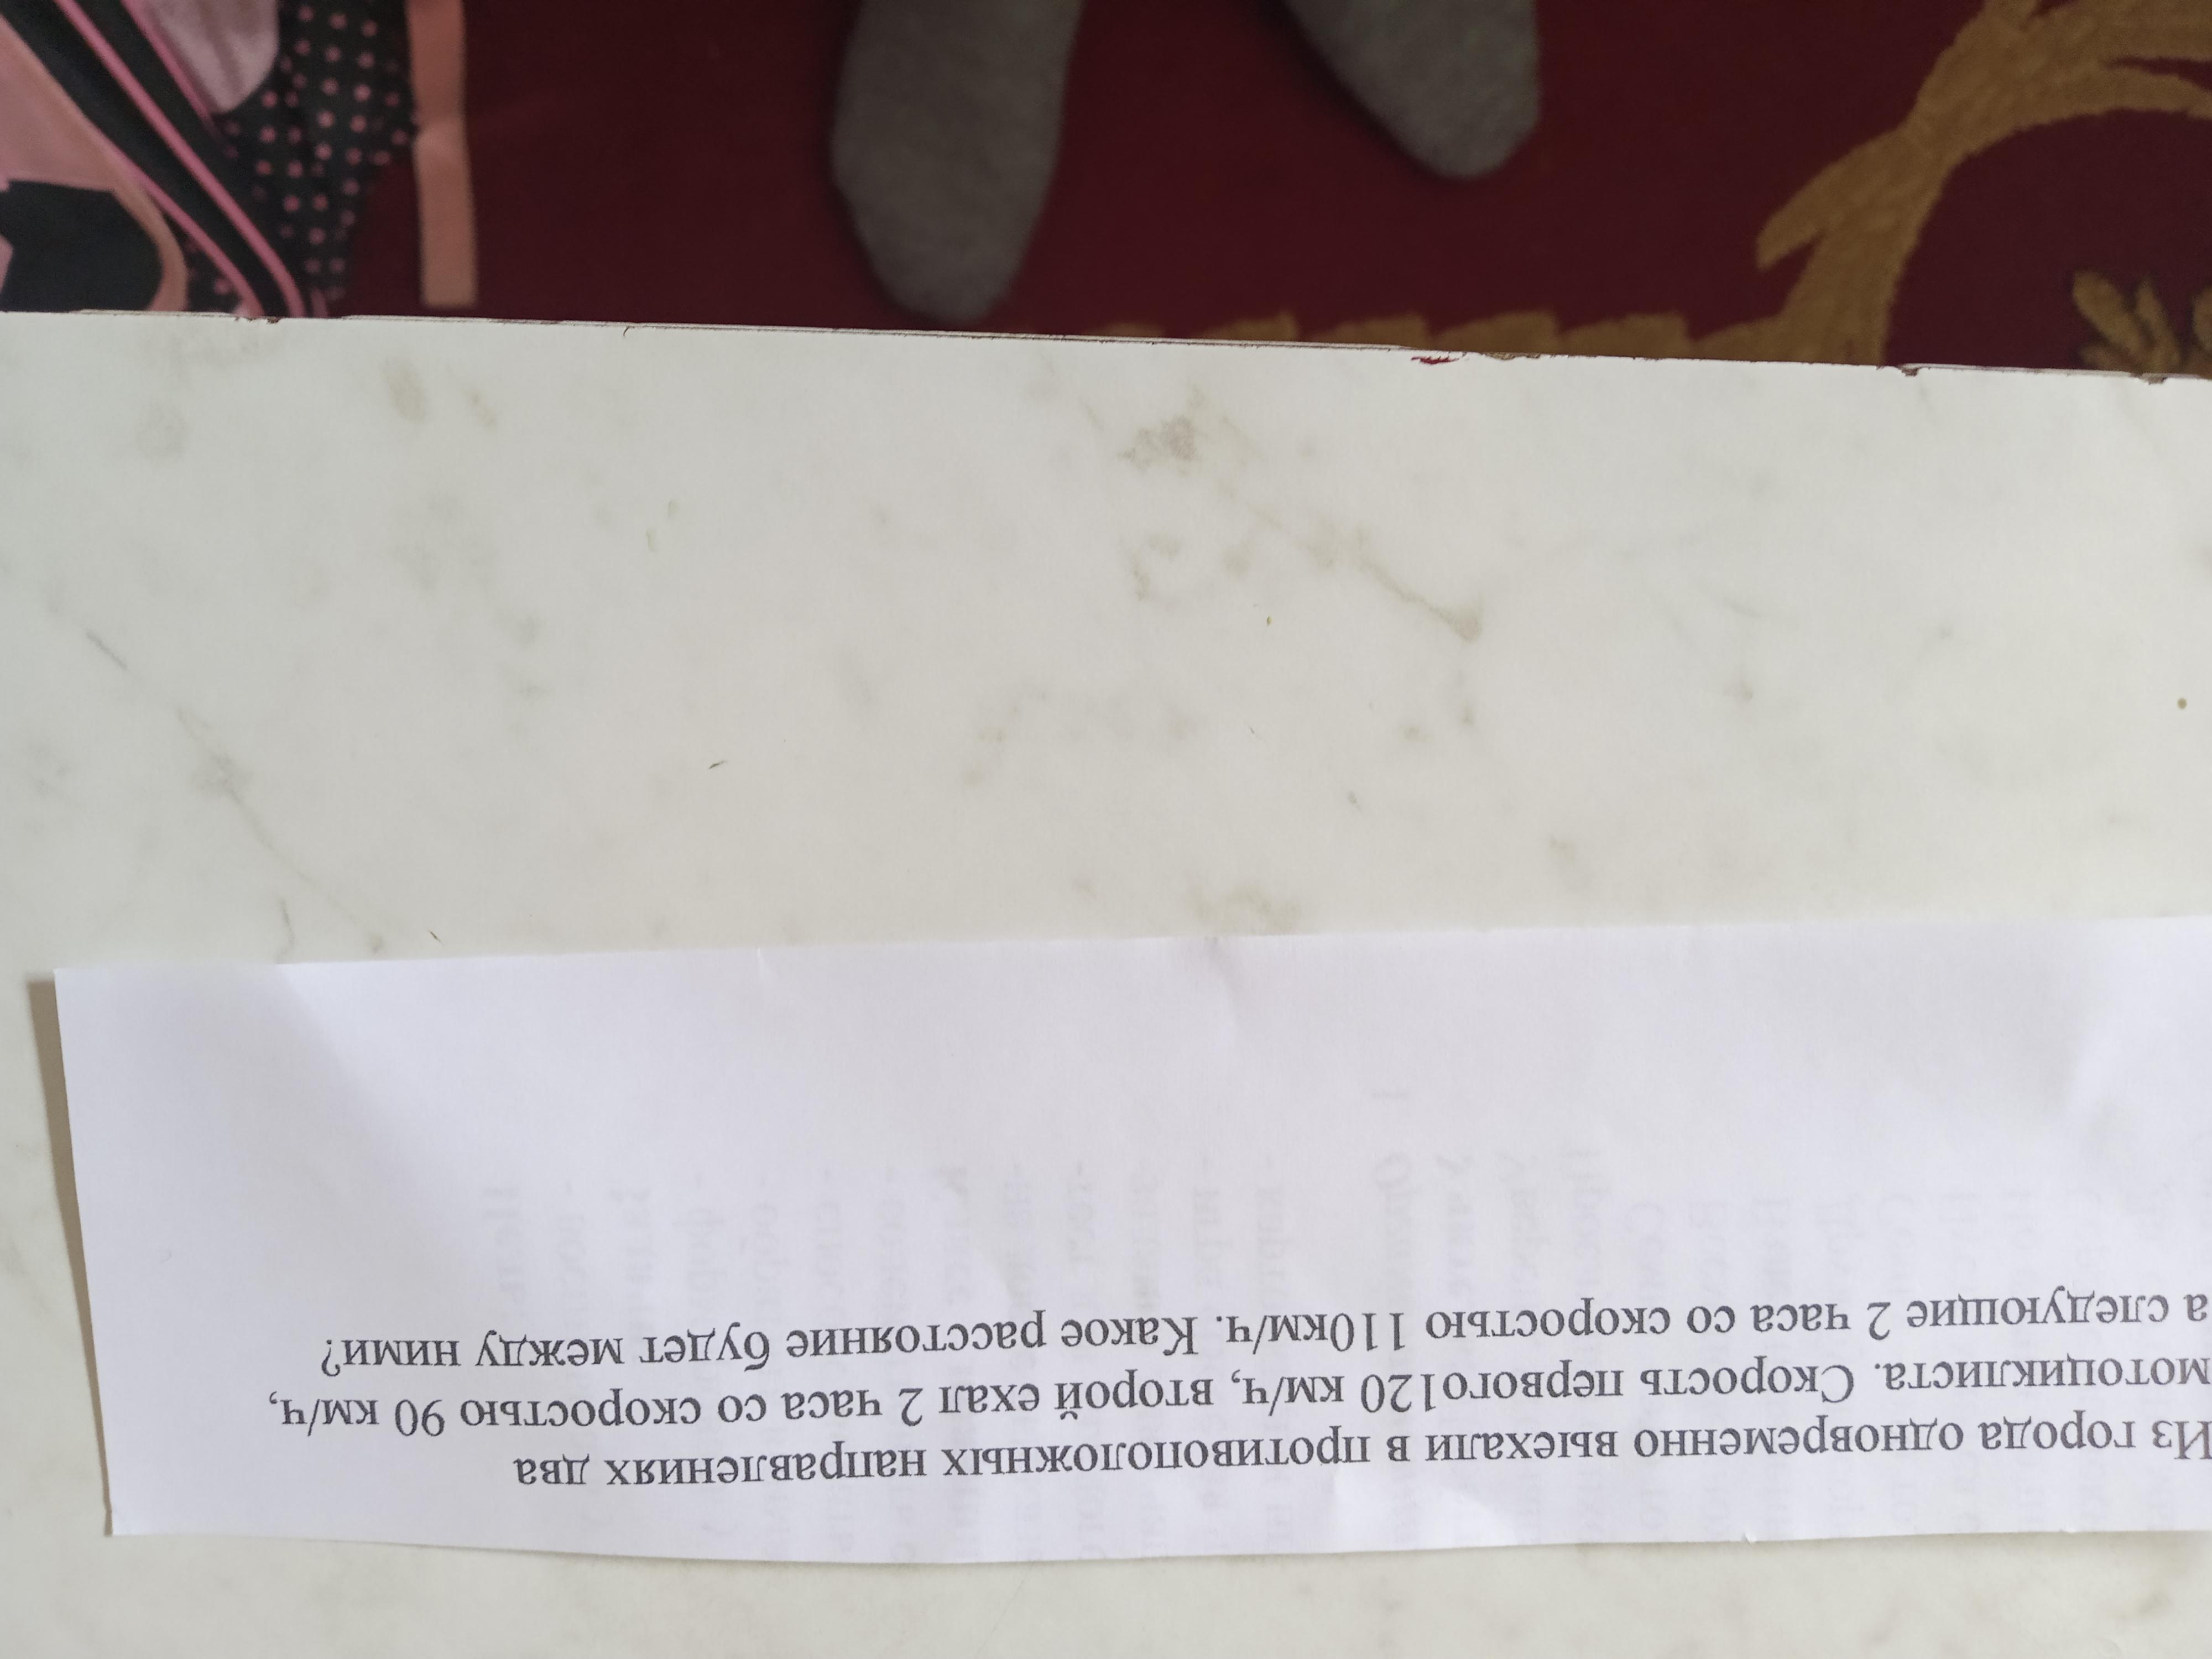 Из города одновременно выехали в противоположных направлениях два
мотоциклиста. Скорость первого120 км/ч, второй ехал 2 часа со скоростью 90 км/ч,
а следующие 2 часа со скоростью 110км/ч. Какое расстояние будет между ними?